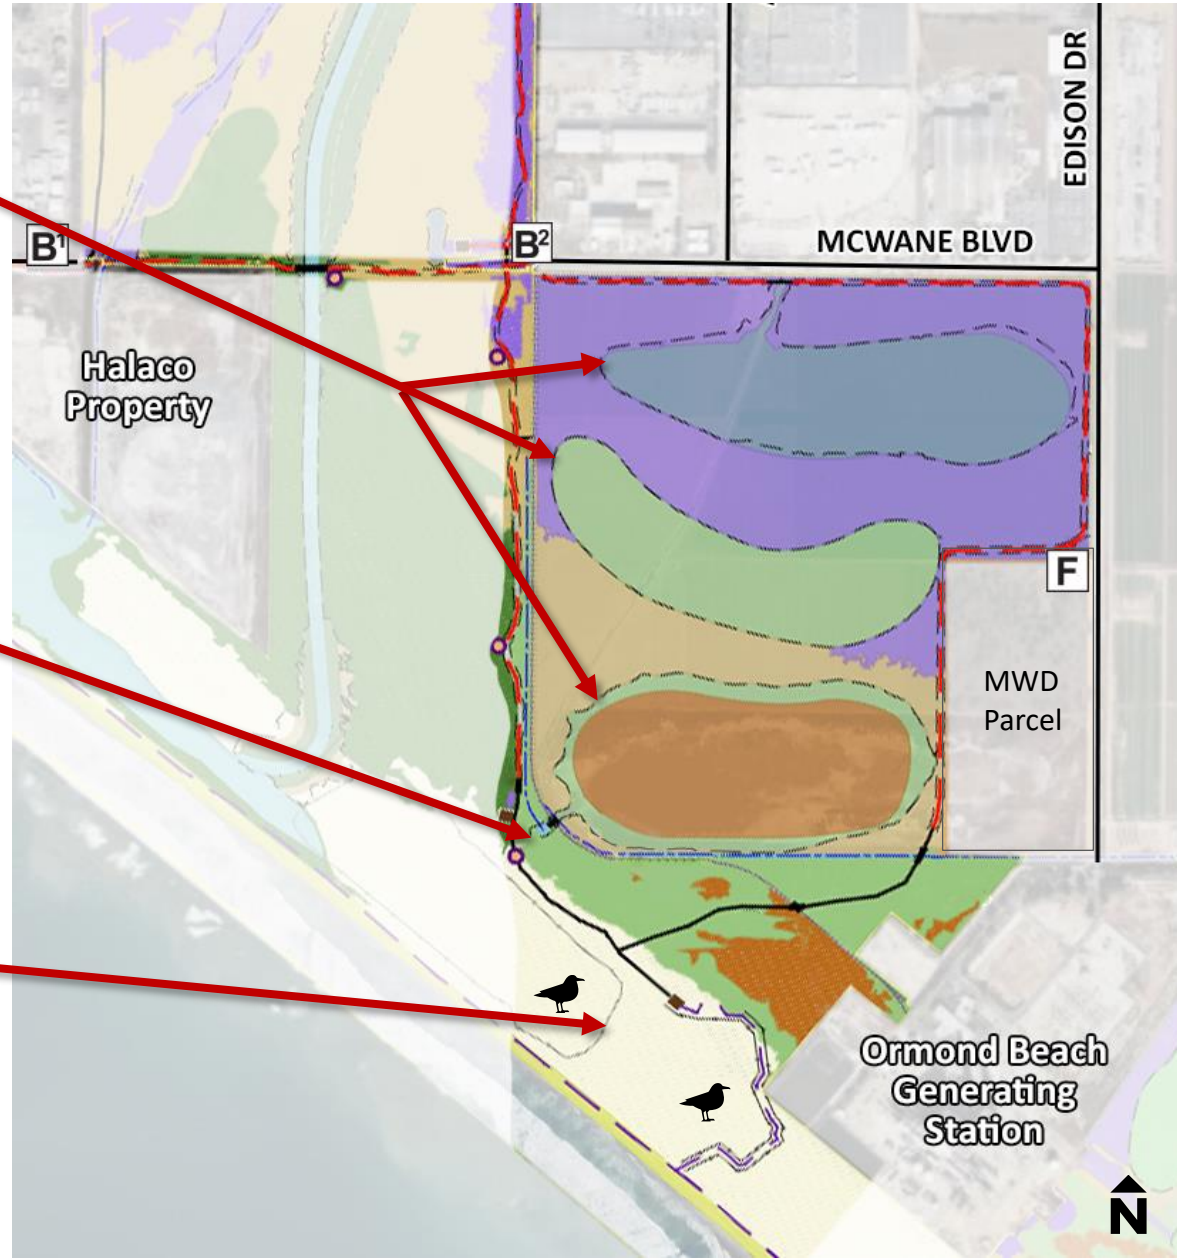 EDISON DR
B¹
B²
MCWANE BLVD
Halaco
Property
F
MWD
Parcel
Ormond Beach
Generating
Station
N